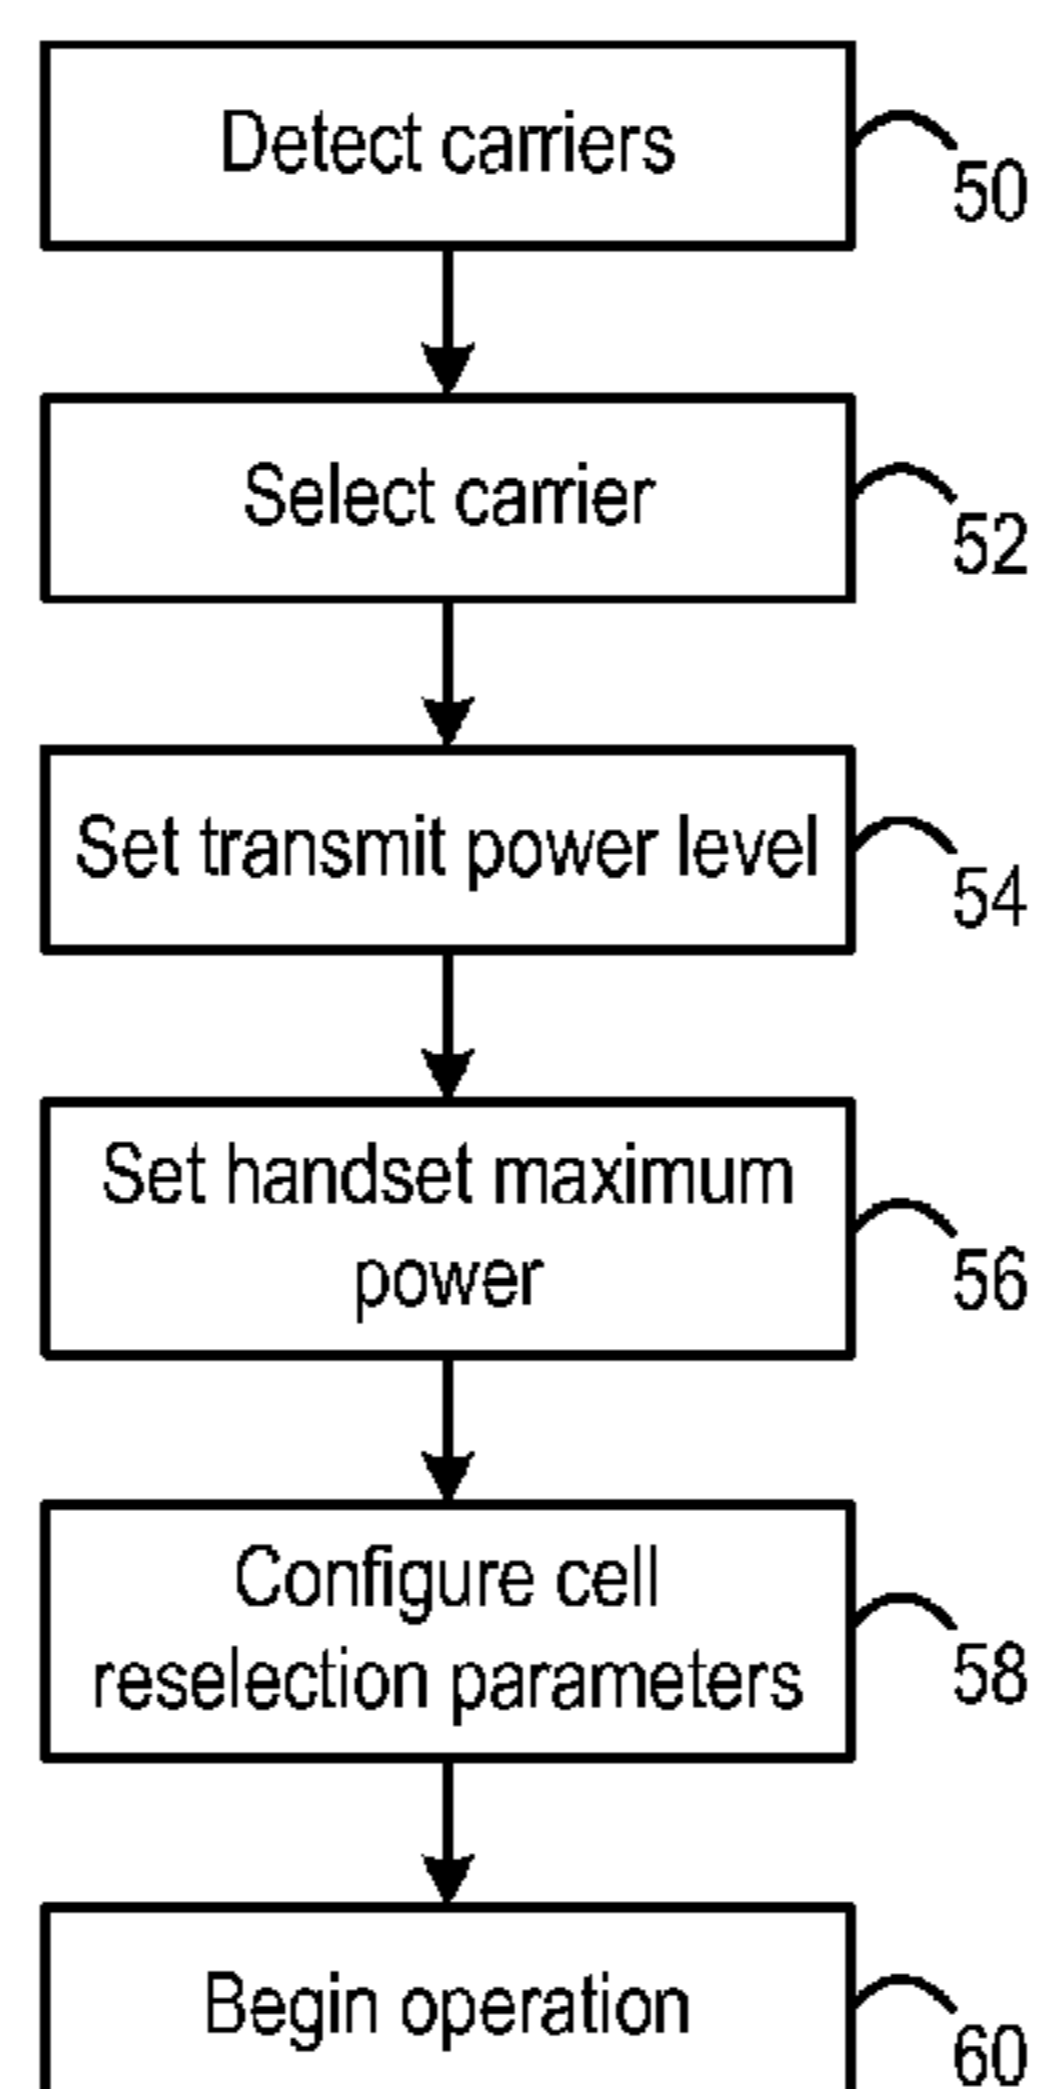 Detect carriers
50
Select carrier
52
Set transmit power level
54
Set handset maximum
power
56
Configure cell
reselection parameters
58
Begin operation
60